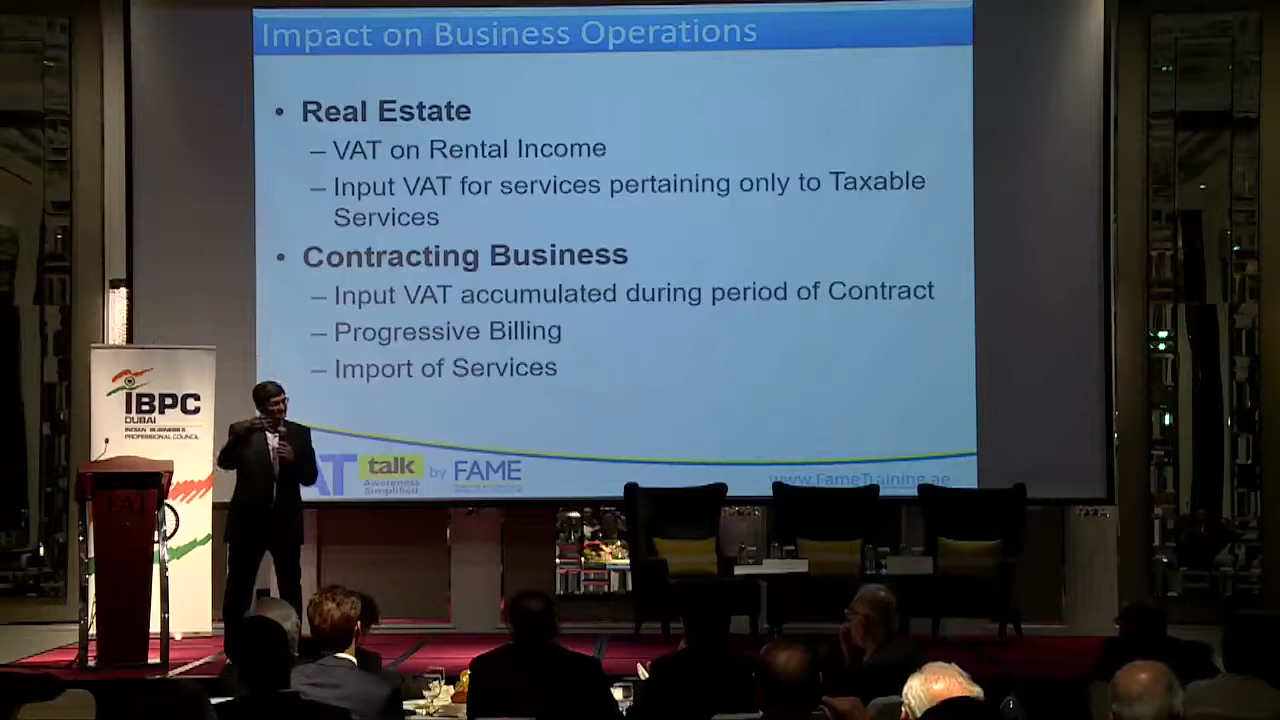 Impact on Business Operations
• Real Estate
– VAT on Rental Income
– Input VAT for services pertaining only to Taxable
Services
• Contracting Business
– Input VAT accumulated during period of Contract
– Progressive Billing
– Import of Services
IBPC
DUBAI
INDIAN BUSINESS &
PROFESSIONAL COUNCIL
AT talk by FAME
Awareness
Simplified
www.FameTraining.ae